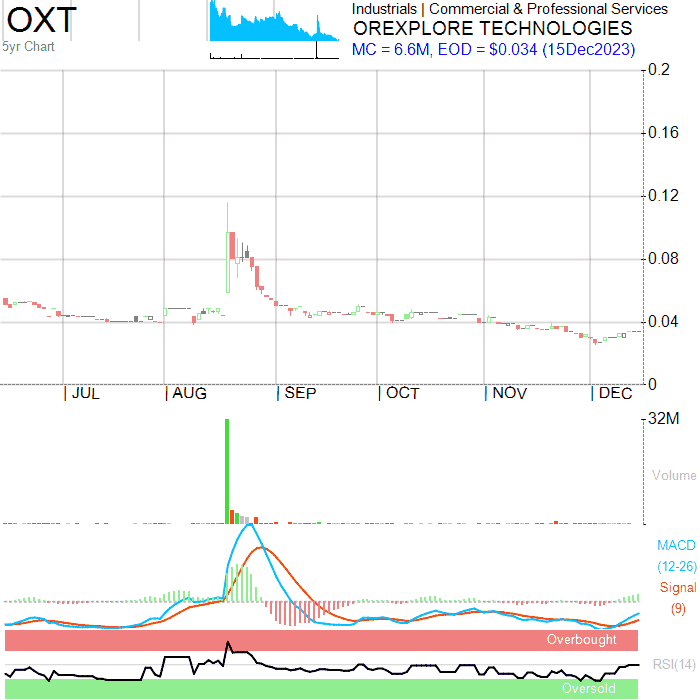 OXT
5yr Chart
Industrials | Commercial & Professional Services
OREXPLORE TECHNOLOGIES
MC = 6.6M, EOD = $0.034 (15Dec2023)
0.2
0.16
0.12
0.08
0.04
0
JUL AUG SEP OCT NOV DEC
32M
Volume
MACD
(12-26)
Signal
(9)
Overbought
RSI(14)
Oversold